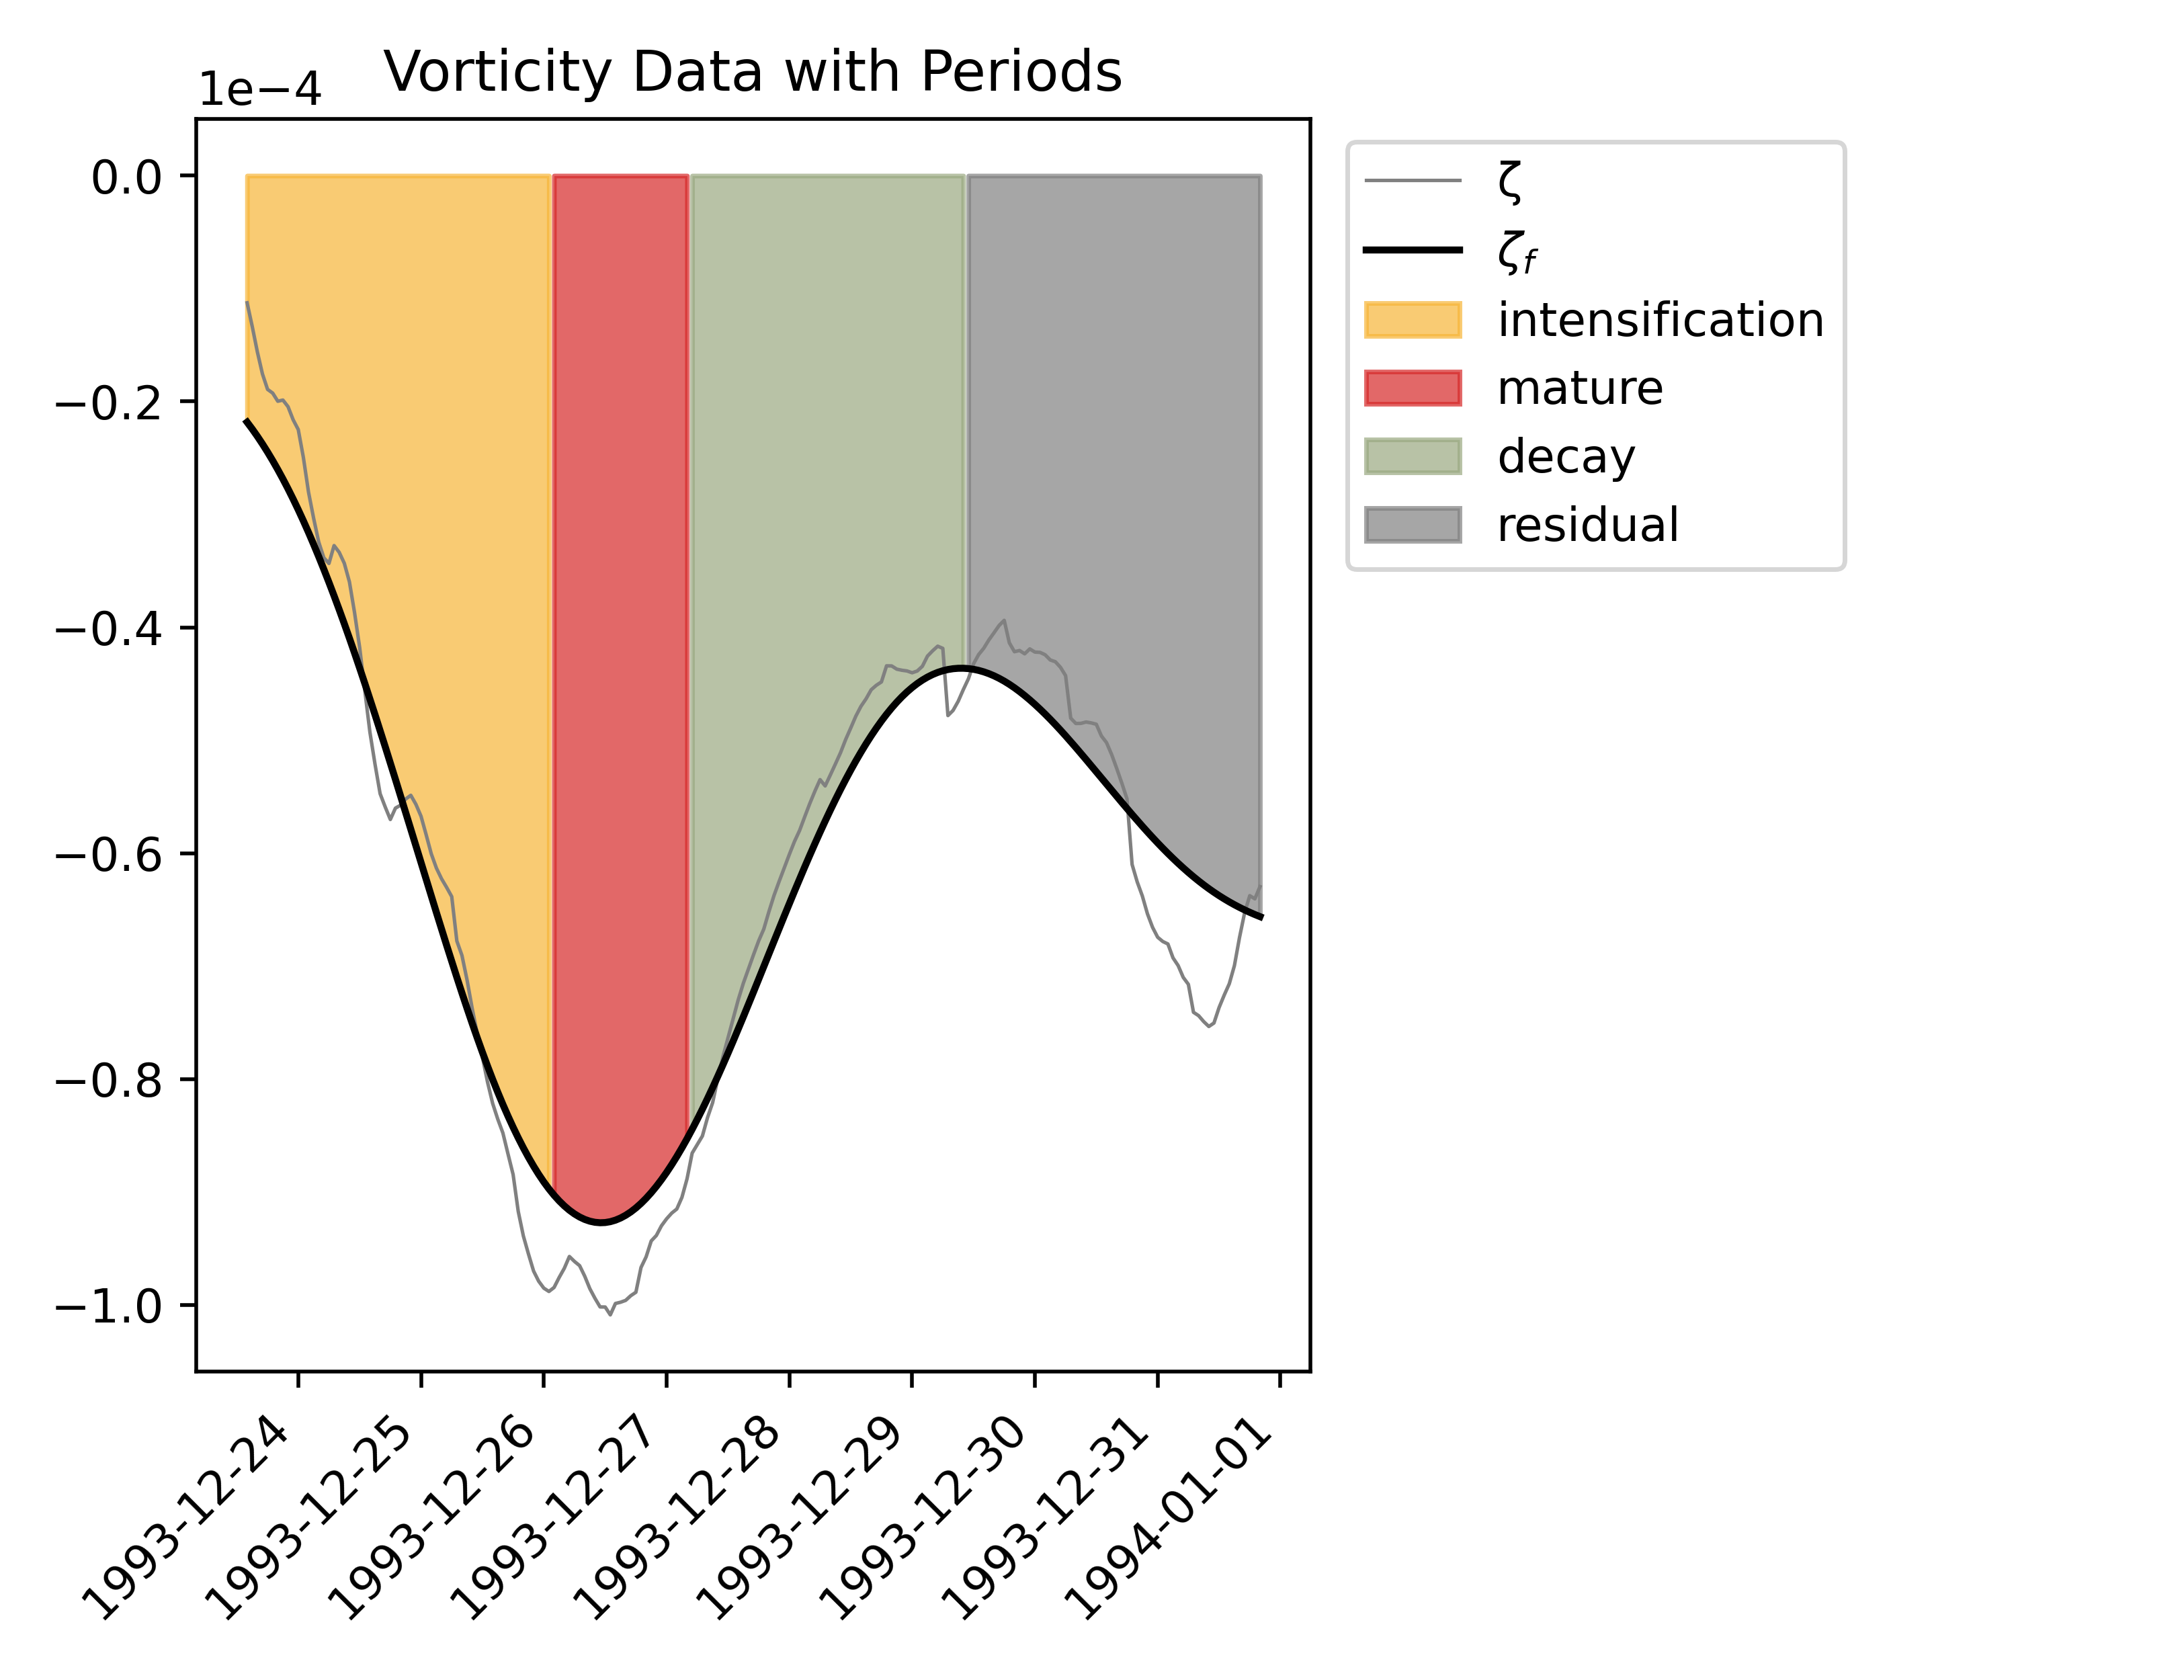 Vorticity Data with Periods
1e−4
0.0
−0.2
−0.4
−0.6
−0.8
−1.0
1993-12-24
1993-12-25
1993-12-26
1993-12-27
1993-12-28
1993-12-29
1993-12-30
1993-12-31
1994-01-01
ζ
ζf
intensification
mature
decay
residual